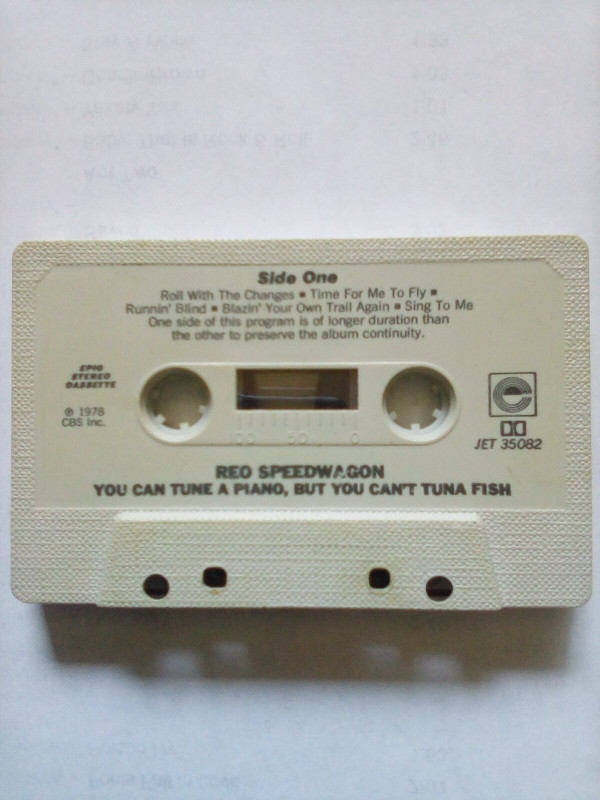 Side One
Roll With The Changes ▪ Time For Me To Fly ▪
Runnin' Blind ▪ Blazin' Your Own Trail Again ▪ Sing To Me
One side of this program is of longer duration than
the other to preserve the album continuity.
EPIC
STEREO
CASSETTE
℗ 1978
CBS Inc.
100 50 0
JET 35082
REO SPEEDWAGON
YOU CAN TUNE A PIANO, BUT YOU CAN'T TUNA FISH